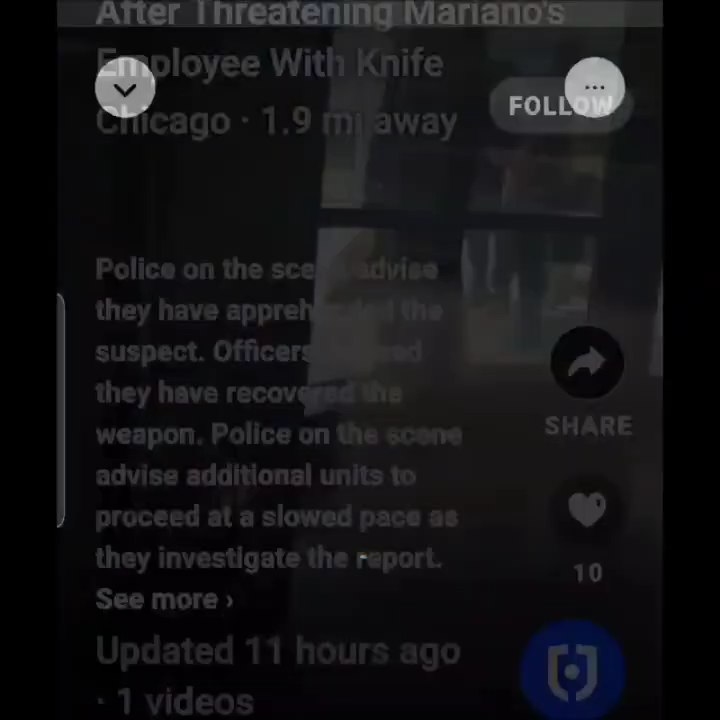 After Threatening Mariano's
Employee With Knife
Chicago · 1.9 mi away
FOLLOW
Police on the scene advise
they have apprehended the
suspect. Officers
they have recovered the
weapon. Police on the scene
advise additional units to
proceed at a slowed pace as
they investigate the report.
See more ›
SHARE
10
Updated 11 hours ago
· 1 videos